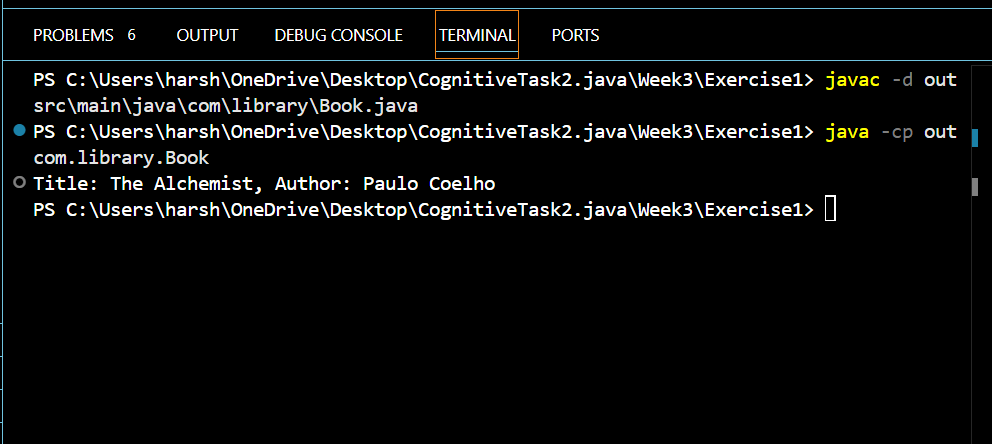 PROBLEMS 6 OUTPUT DEBUG CONSOLE TERMINAL PORTS
PS C:\Users\harsh\OneDrive\Desktop\CognitiveTask2.java\Week3\Exercise1> javac -d out
src\main\java\com\library\Book.java
PS C:\Users\harsh\OneDrive\Desktop\CognitiveTask2.java\Week3\Exercise1> java -cp out
com.library.Book
Title: The Alchemist, Author: Paulo Coelho
PS C:\Users\harsh\OneDrive\Desktop\CognitiveTask2.java\Week3\Exercise1>